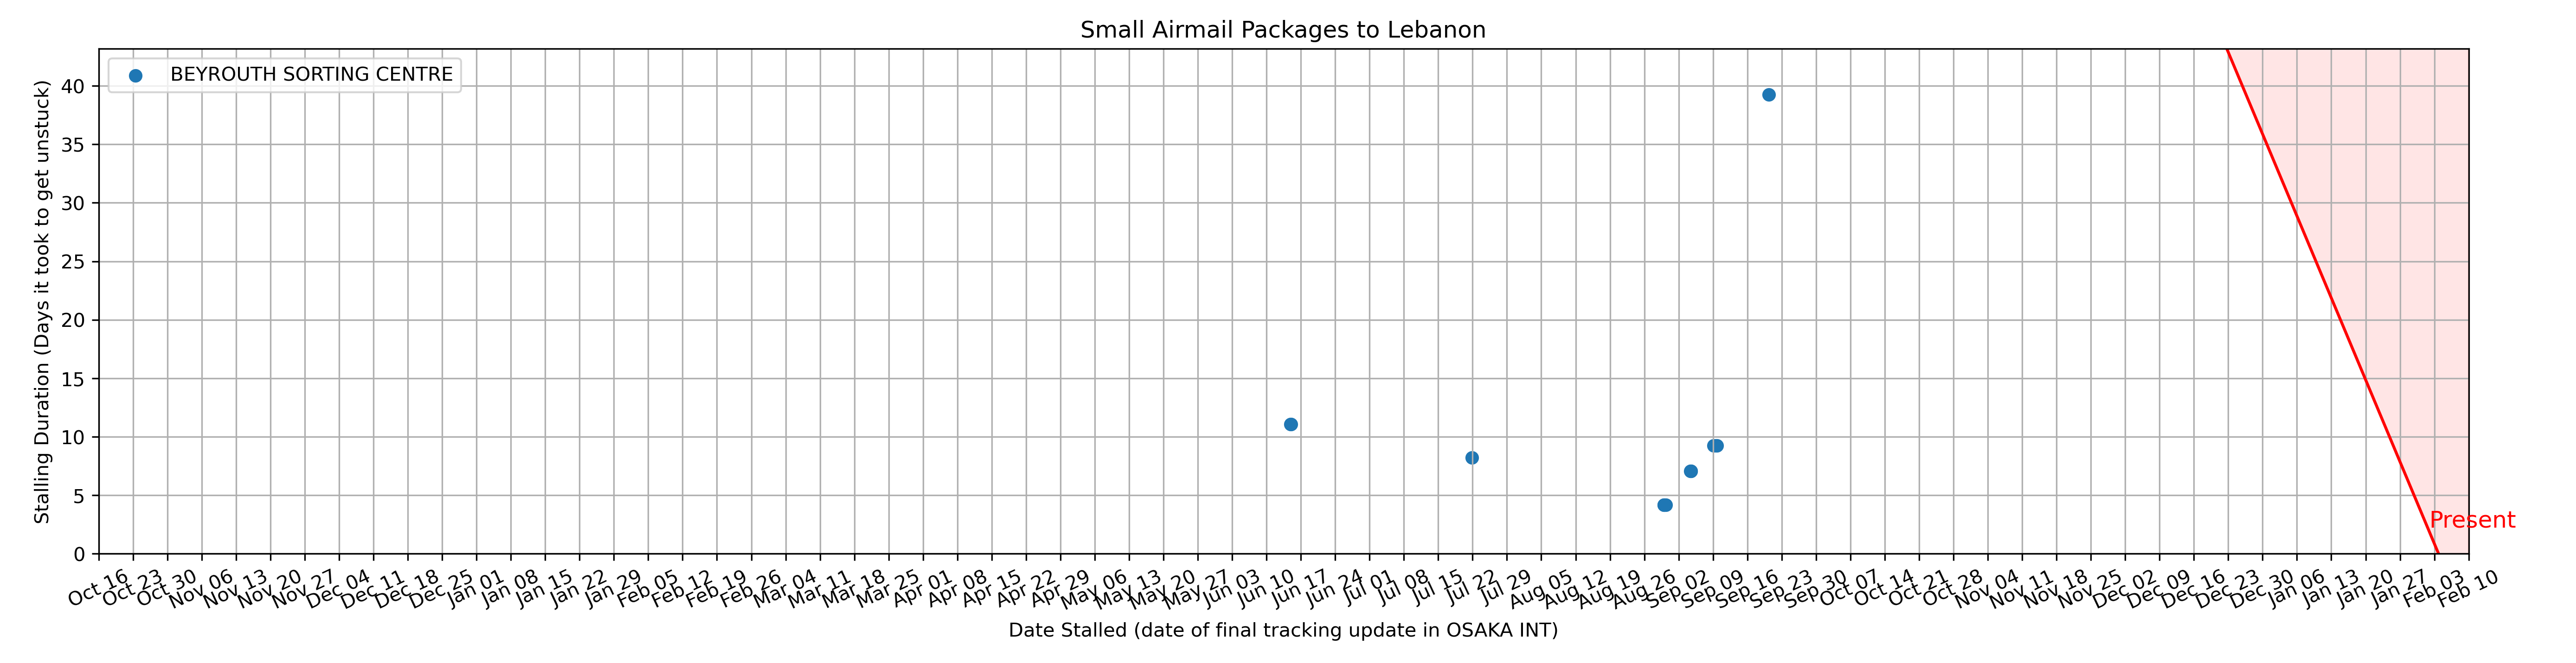 Small Airmail Packages to Lebanon
BEYROUTH SORTING CENTRE
Stalling Duration (Days it took to get unstuck)
40
35
30
25
20
15
10
5
0
Present
Oct 16 Oct 23 Oct 30 Nov 06 Nov 13 Nov 20 Nov 27 Dec 04 Dec 11 Dec 18 Dec 25 Jan 01 Jan 08 Jan 15 Jan 22 Jan 29 Feb 05 Feb 12 Feb 19 Feb 26 Mar 04 Mar 11 Mar 18 Mar 25 Apr 01 Apr 08 Apr 15 Apr 22 Apr 29 May 06 May 13 May 20 May 27 Jun 03 Jun 10 Jun 17 Jun 24 Jul 01 Jul 08 Jul 15 Jul 22 Jul 29 Aug 05 Aug 12 Aug 19 Aug 26 Sep 02 Sep 09 Sep 16 Sep 23 Sep 30 Oct 07 Oct 14 Oct 21 Oct 28 Nov 04 Nov 11 Nov 18 Nov 25 Dec 02 Dec 09 Dec 16 Dec 23 Dec 30 Jan 06 Jan 13 Jan 20 Jan 27 Feb 03 Feb 10
Date Stalled (date of final tracking update in OSAKA INT)